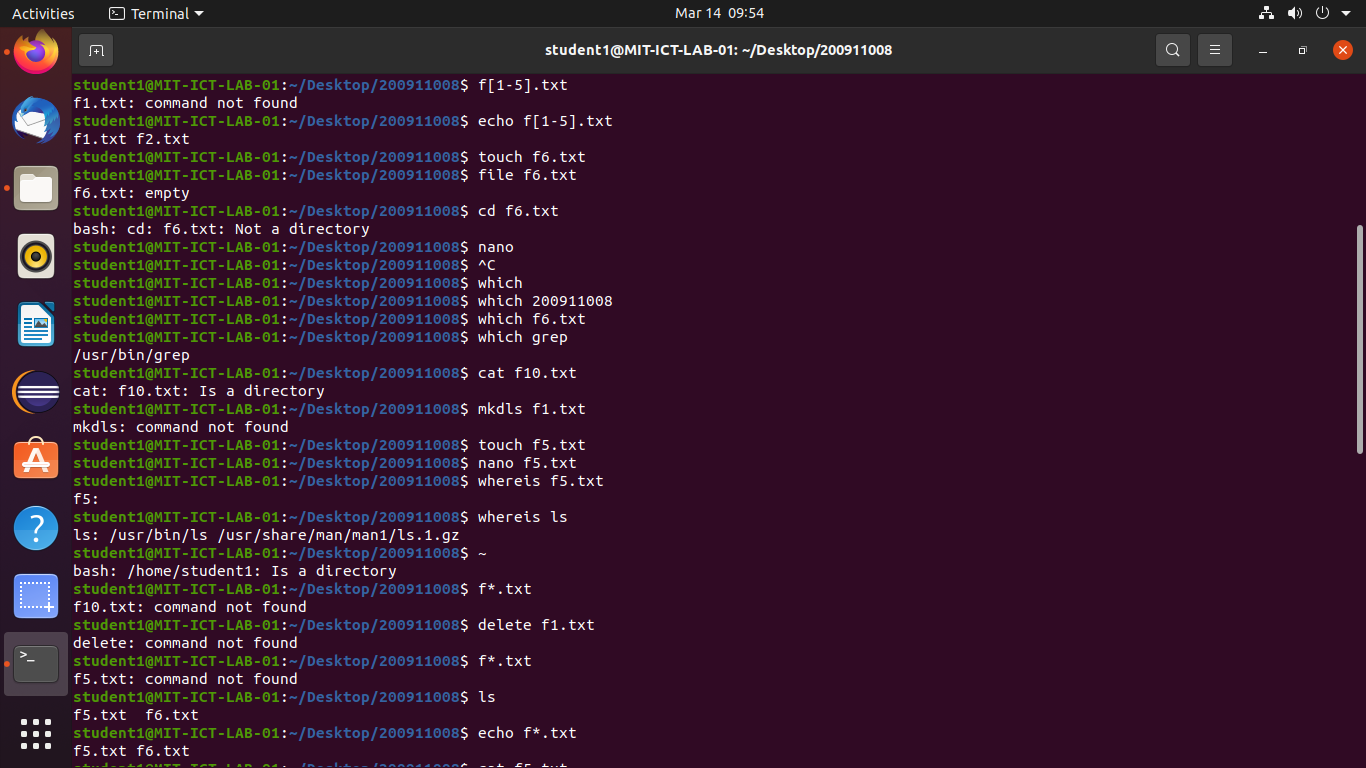 Activities Terminal Mar 14 09:54
student1@MIT-ICT-LAB-01: ~/Desktop/200911008
student1@MIT-ICT-LAB-01:~/Desktop/200911008$ f[1-5].txt
f1.txt: command not found
student1@MIT-ICT-LAB-01:~/Desktop/200911008$ echo f[1-5].txt
f1.txt f2.txt
student1@MIT-ICT-LAB-01:~/Desktop/200911008$ touch f6.txt
student1@MIT-ICT-LAB-01:~/Desktop/200911008$ file f6.txt
f6.txt: empty
student1@MIT-ICT-LAB-01:~/Desktop/200911008$ cd f6.txt
bash: cd: f6.txt: Not a directory
student1@MIT-ICT-LAB-01:~/Desktop/200911008$ nano
student1@MIT-ICT-LAB-01:~/Desktop/200911008$ ^C
student1@MIT-ICT-LAB-01:~/Desktop/200911008$ which
student1@MIT-ICT-LAB-01:~/Desktop/200911008$ which 200911008
student1@MIT-ICT-LAB-01:~/Desktop/200911008$ which f6.txt
student1@MIT-ICT-LAB-01:~/Desktop/200911008$ which grep
/usr/bin/grep
student1@MIT-ICT-LAB-01:~/Desktop/200911008$ cat f10.txt
cat: f10.txt: Is a directory
student1@MIT-ICT-LAB-01:~/Desktop/200911008$ mkdls f1.txt
mkdls: command not found
student1@MIT-ICT-LAB-01:~/Desktop/200911008$ touch f5.txt
student1@MIT-ICT-LAB-01:~/Desktop/200911008$ nano f5.txt
student1@MIT-ICT-LAB-01:~/Desktop/200911008$ whereis f5.txt
f5:
student1@MIT-ICT-LAB-01:~/Desktop/200911008$ whereis ls
ls: /usr/bin/ls /usr/share/man/man1/ls.1.gz
student1@MIT-ICT-LAB-01:~/Desktop/200911008$ ~
bash: /home/student1: Is a directory
student1@MIT-ICT-LAB-01:~/Desktop/200911008$ f*.txt
f10.txt: command not found
student1@MIT-ICT-LAB-01:~/Desktop/200911008$ delete f1.txt
delete: command not found
student1@MIT-ICT-LAB-01:~/Desktop/200911008$ f*.txt
f5.txt: command not found
student1@MIT-ICT-LAB-01:~/Desktop/200911008$ ls
f5.txt  f6.txt
student1@MIT-ICT-LAB-01:~/Desktop/200911008$ echo f*.txt
f5.txt f6.txt
student1@MIT-ICT-LAB-01:~/Desktop/200911008$ cat f5.txt